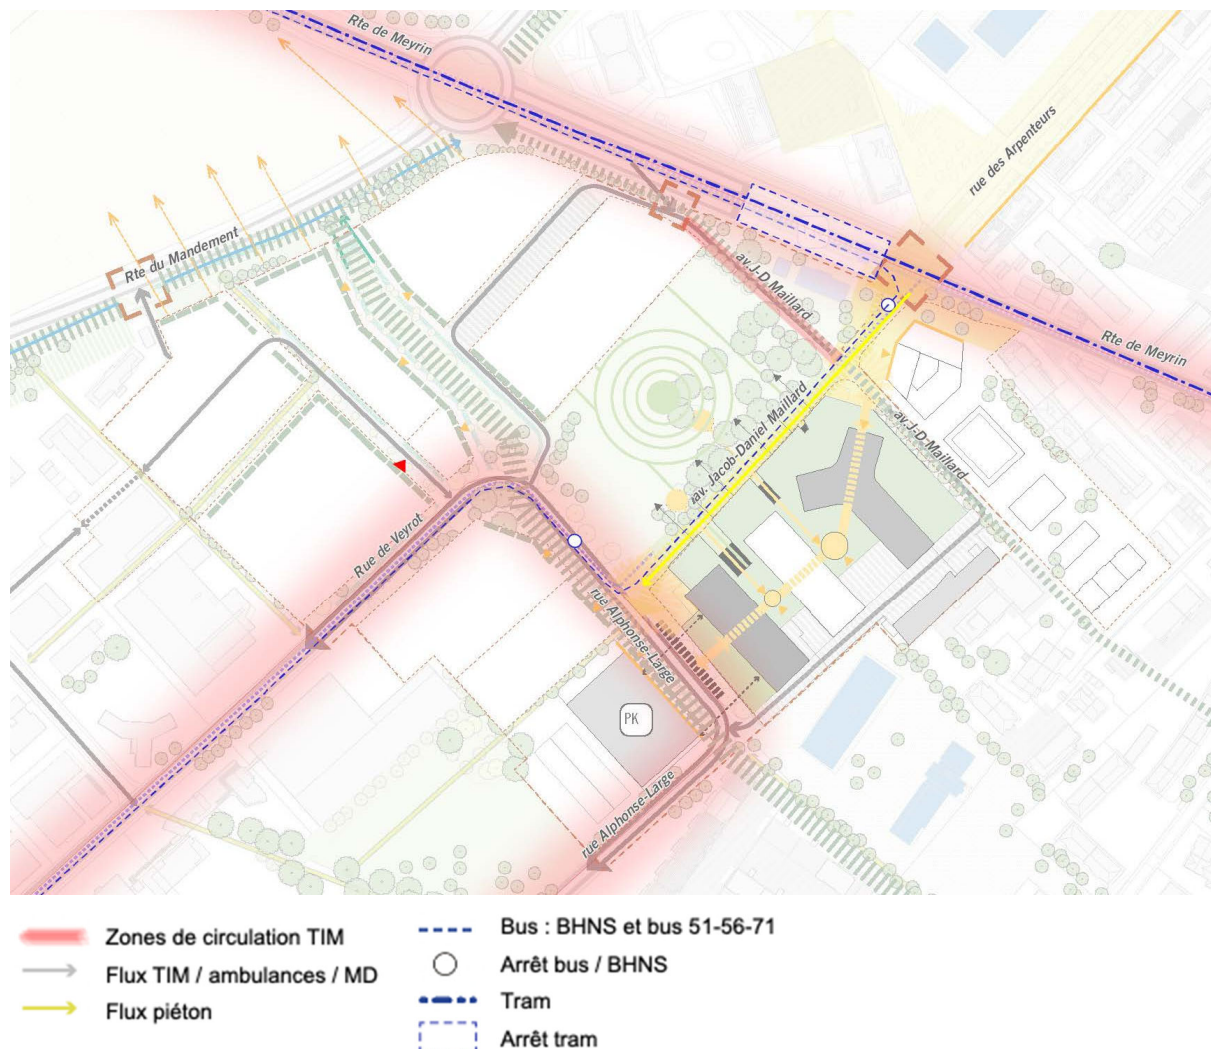 Rte de Meyrin
rue des Arpenteurs
Rte du Mandement
av.J-D Maillard
Rte de Meyrin
av. Jacob-Daniel Maillard
av.J-D-Maillard
Rue de Veyrot
rue Alphonse-Large
PK
rue Alphonse-Large
Zones de circulation TIM
Flux TIM / ambulances / MD
Flux piéton
Bus : BHNS et bus 51-56-71
Arrêt bus / BHNS
Tram
Arrêt tram